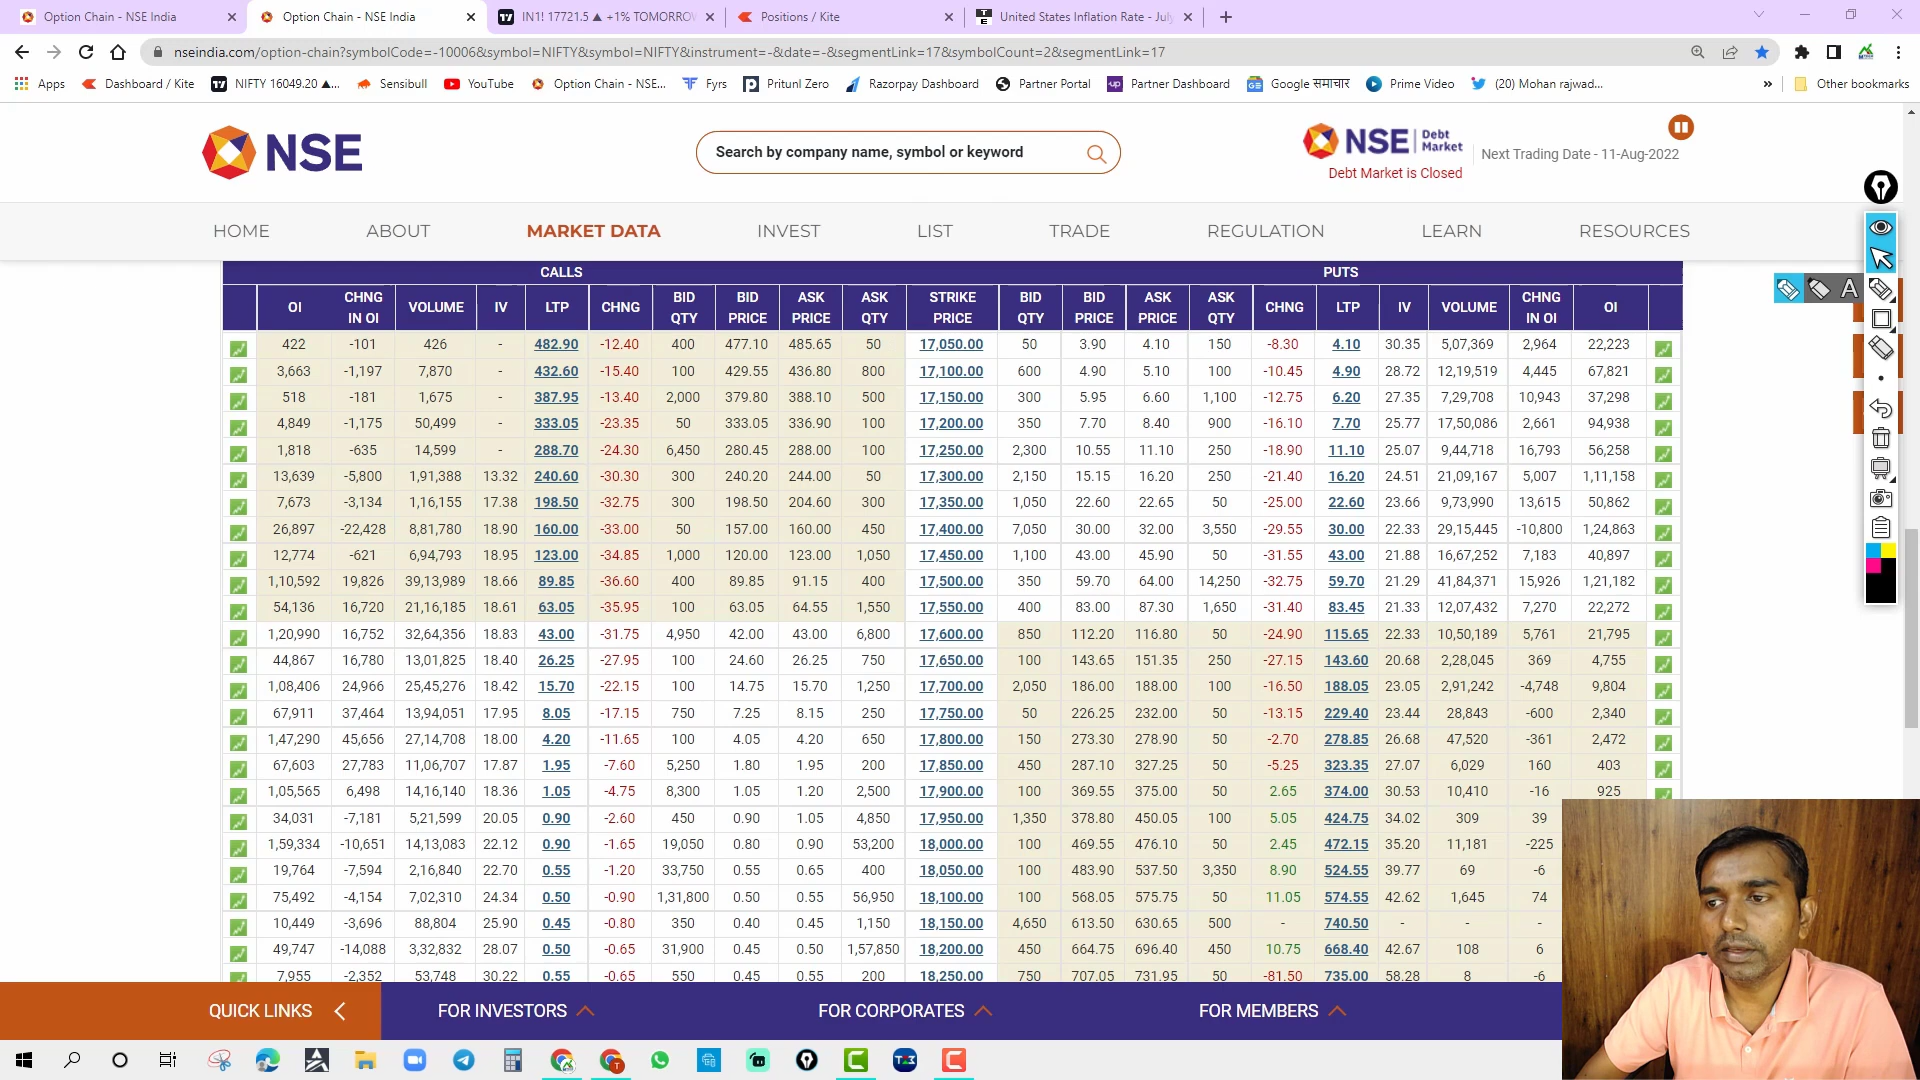 Option Chain - NSE India
Option Chain - NSE India
IN1! 17721.5 ▲ +1% TOMORROW
Positions / Kite
United States Inflation Rate - July
nseindia.com/option-chain?symbolCode=-10006&symbol=NIFTY&symbol=NIFTY&instrument=-&date=-&segmentLink=17&symbolCount=2&segmentLink=17
Apps Dashboard / Kite NIFTY 16049.20 ▲... Sensibull YouTube Option Chain - NSE... Fyrs Pritunl Zero Razorpay Dashboard Partner Portal Partner Dashboard Google समाचार Prime Video (20) Mohan rajwad... » Other bookmarks
NSE
Search by company name, symbol or keyword
NSE Debt Market
Debt Market is Closed
Next Trading Date - 11-Aug-2022
HOME ABOUT MARKET DATA INVEST LIST TRADE REGULATION LEARN RESOURCES
CALLS PUTS
OI CHNG IN OI VOLUME IV LTP CHNG BID QTY BID PRICE ASK PRICE ASK QTY STRIKE PRICE BID QTY BID PRICE ASK PRICE ASK QTY CHNG LTP IV VOLUME CHNG IN OI OI
422 -101 426 - 482.90 -12.40 400 477.10 485.65 50 17,050.00 50 3.90 4.10 150 -8.30 4.10 30.35 5,07,369 2,964 22,223
3,663 -1,197 7,870 - 432.60 -15.40 100 429.55 436.80 800 17,100.00 600 4.90 5.10 100 -10.45 4.90 28.72 12,19,519 4,445 67,821
518 -181 1,675 - 387.95 -13.40 2,000 379.80 388.10 500 17,150.00 300 5.95 6.60 1,100 -12.75 6.20 27.35 7,29,708 10,943 37,298
4,849 -1,175 50,499 - 333.05 -23.35 50 333.05 336.90 100 17,200.00 350 7.70 8.40 900 -16.10 7.70 25.77 17,50,086 2,661 94,938
1,818 -635 14,599 - 288.70 -24.30 6,450 280.45 288.00 100 17,250.00 2,300 10.55 11.10 250 -18.90 11.10 25.07 9,44,718 16,793 56,258
13,639 -5,800 1,91,388 13.32 240.60 -30.30 300 240.20 244.00 50 17,300.00 2,150 15.15 16.20 250 -21.40 16.20 24.51 21,09,167 5,007 1,11,158
7,673 -3,134 1,16,155 17.38 198.50 -32.75 300 198.50 204.60 300 17,350.00 1,050 22.60 22.65 50 -25.00 22.60 23.66 9,73,990 13,615 50,862
26,897 -22,428 8,81,780 18.90 160.00 -33.00 50 157.00 160.00 450 17,400.00 7,050 30.00 32.00 3,550 -29.55 30.00 22.33 29,15,445 -10,800 1,24,863
12,774 -621 6,94,793 18.95 123.00 -34.85 1,000 120.00 123.00 1,050 17,450.00 1,100 43.00 45.90 50 -31.55 43.00 21.88 16,67,252 7,183 40,897
1,10,592 19,826 39,13,989 18.66 89.85 -36.60 400 89.85 91.15 400 17,500.00 350 59.70 64.00 14,250 -32.75 59.70 21.29 41,84,371 15,926 1,21,182
54,136 16,720 21,16,185 18.61 63.05 -35.95 100 63.05 64.55 1,550 17,550.00 400 83.00 87.30 1,650 -31.40 83.45 21.33 12,07,432 7,270 22,272
1,20,990 16,752 32,64,356 18.83 43.00 -31.75 4,950 42.00 43.00 6,800 17,600.00 850 112.20 116.80 50 -24.90 115.65 22.33 10,50,189 5,761 21,795
44,867 16,780 13,01,825 18.40 26.25 -27.95 100 24.60 26.25 750 17,650.00 100 143.65 151.35 250 -27.15 143.60 20.68 2,28,045 369 4,755
1,08,406 24,966 25,45,276 18.42 15.70 -22.15 100 14.75 15.70 1,250 17,700.00 2,050 186.00 188.00 100 -16.50 188.05 23.05 2,91,242 -4,748 9,804
67,911 37,464 13,94,051 17.95 8.05 -17.15 750 7.25 8.15 250 17,750.00 50 226.25 232.00 50 -13.15 229.40 23.44 28,843 -600 2,340
1,47,290 45,656 27,14,708 18.00 4.20 -11.65 100 4.05 4.20 650 17,800.00 150 273.30 278.90 50 -2.70 278.85 26.68 47,520 -361 2,472
67,603 27,783 11,06,707 17.87 1.95 -7.60 5,250 1.80 1.95 200 17,850.00 450 287.10 327.25 50 -5.25 323.35 27.07 6,029 160 403
1,05,565 6,498 14,16,140 18.36 1.05 -4.75 8,300 1.05 1.20 2,500 17,900.00 100 369.55 375.00 50 2.65 374.00 30.53 10,410 -16 925
34,031 -7,181 5,21,599 20.05 0.90 -2.60 450 0.90 1.05 4,850 17,950.00 1,350 378.80 450.05 100 5.05 424.75 34.02 309 39
1,59,334 -10,651 14,13,083 22.12 0.90 -1.65 19,050 0.80 0.90 53,200 18,000.00 100 469.55 476.10 50 2.45 472.15 35.20 11,181 -225
19,764 -7,594 2,16,840 22.70 0.55 -1.20 33,750 0.55 0.65 400 18,050.00 100 483.90 537.50 3,350 8.90 524.55 39.77 69 -6
75,492 -4,154 7,02,310 24.34 0.50 -0.90 1,31,800 0.50 0.55 56,950 18,100.00 100 568.05 575.75 50 11.05 574.55 42.62 1,645 74
10,449 -3,696 88,804 25.90 0.45 -0.80 350 0.40 0.45 1,150 18,150.00 4,650 613.50 630.65 500 - 740.50 - - -
49,747 -14,088 3,32,832 28.07 0.50 -0.65 31,900 0.45 0.50 1,57,850 18,200.00 450 664.75 696.40 450 10.75 668.40 42.67 108 6
7,955 -2,352 53,748 30.22 0.55 -0.65 550 0.45 0.55 200 18,250.00 750 707.05 731.95 50 -81.50 735.00 58.28 8 -6
QUICK LINKS FOR INVESTORS FOR CORPORATES FOR MEMBERS